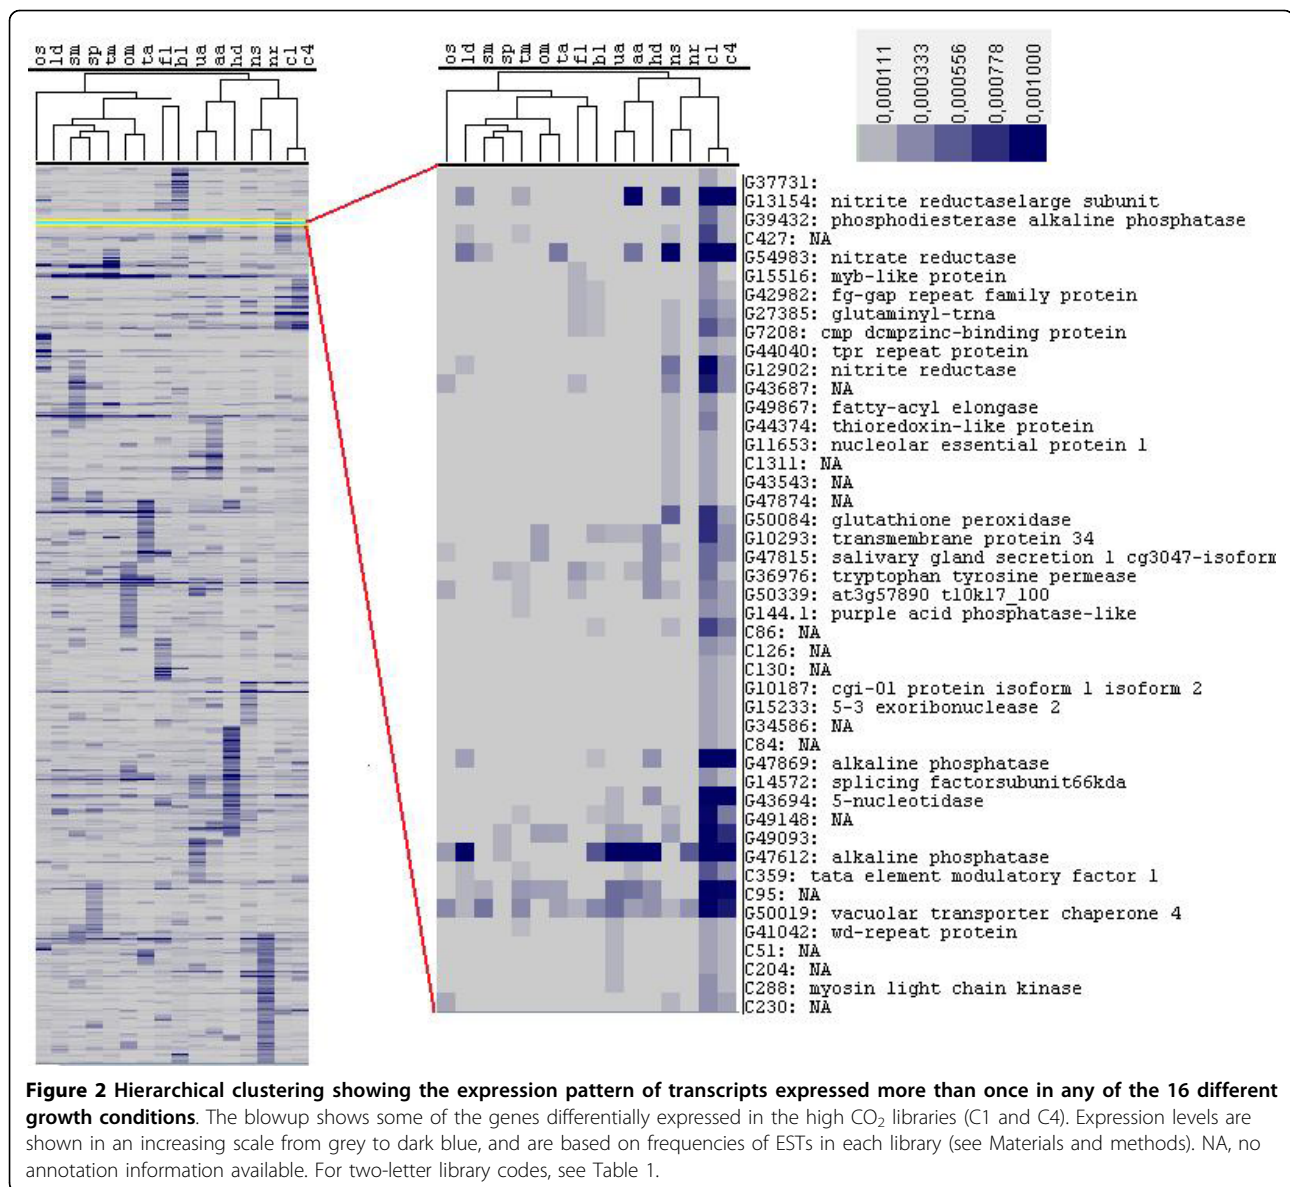 os ld sm sp tm om ta fl bl ua aa hd ns nr c1 c4
os ld sm sp tm om ta fl bl ua aa hd ns nr c1 c4
0,000111 0,000333 0,000556 0,000778 0,001000
G37731:
G13154: nitrite reductaselarge subunit
G39432: phosphodiesterase alkaline phosphatase
C427: NA
G54983: nitrate reductase
G15516: myb-like protein
G42982: fg-gap repeat family protein
G27385: glutaminyl-trna
G7208: cmp dcmpzinc-binding protein
G44040: tpr repeat protein
G12902: nitrite reductase
G43687: NA
G49867: fatty-acyl elongase
G44374: thioredoxin-like protein
G11653: nucleolar essential protein 1
C1311: NA
G43543: NA
G47874: NA
G50084: glutathione peroxidase
G10293: transmembrane protein 34
G47815: salivary gland secretion 1 cg3047-isoform
G36976: tryptophan tyrosine permease
G50339: at3g57890 t10k17_100
G144.1: purple acid phosphatase-like
C86: NA
C126: NA
C130: NA
G10187: cgi-01 protein isoform 1 isoform 2
G15233: 5-3 exoribonuclease 2
G34586: NA
C84: NA
G47869: alkaline phosphatase
G14572: splicing factorsubunit66kda
G43694: 5-nucleotidase
G49148: NA
G49093:
G47612: alkaline phosphatase
C359: tata element modulatory factor 1
C95: NA
G50019: vacuolar transporter chaperone 4
G41042: wd-repeat protein
C51: NA
C204: NA
C288: myosin light chain kinase
C230: NA
Figure 2 Hierarchical clustering showing the expression pattern of transcripts expressed more than once in any of the 16 different
growth conditions. The blowup shows some of the genes differentially expressed in the high CO₂ libraries (C1 and C4). Expression levels are
shown in an increasing scale from grey to dark blue, and are based on frequencies of ESTs in each library (see Materials and methods). NA, no
annotation information available. For two-letter library codes, see Table 1.